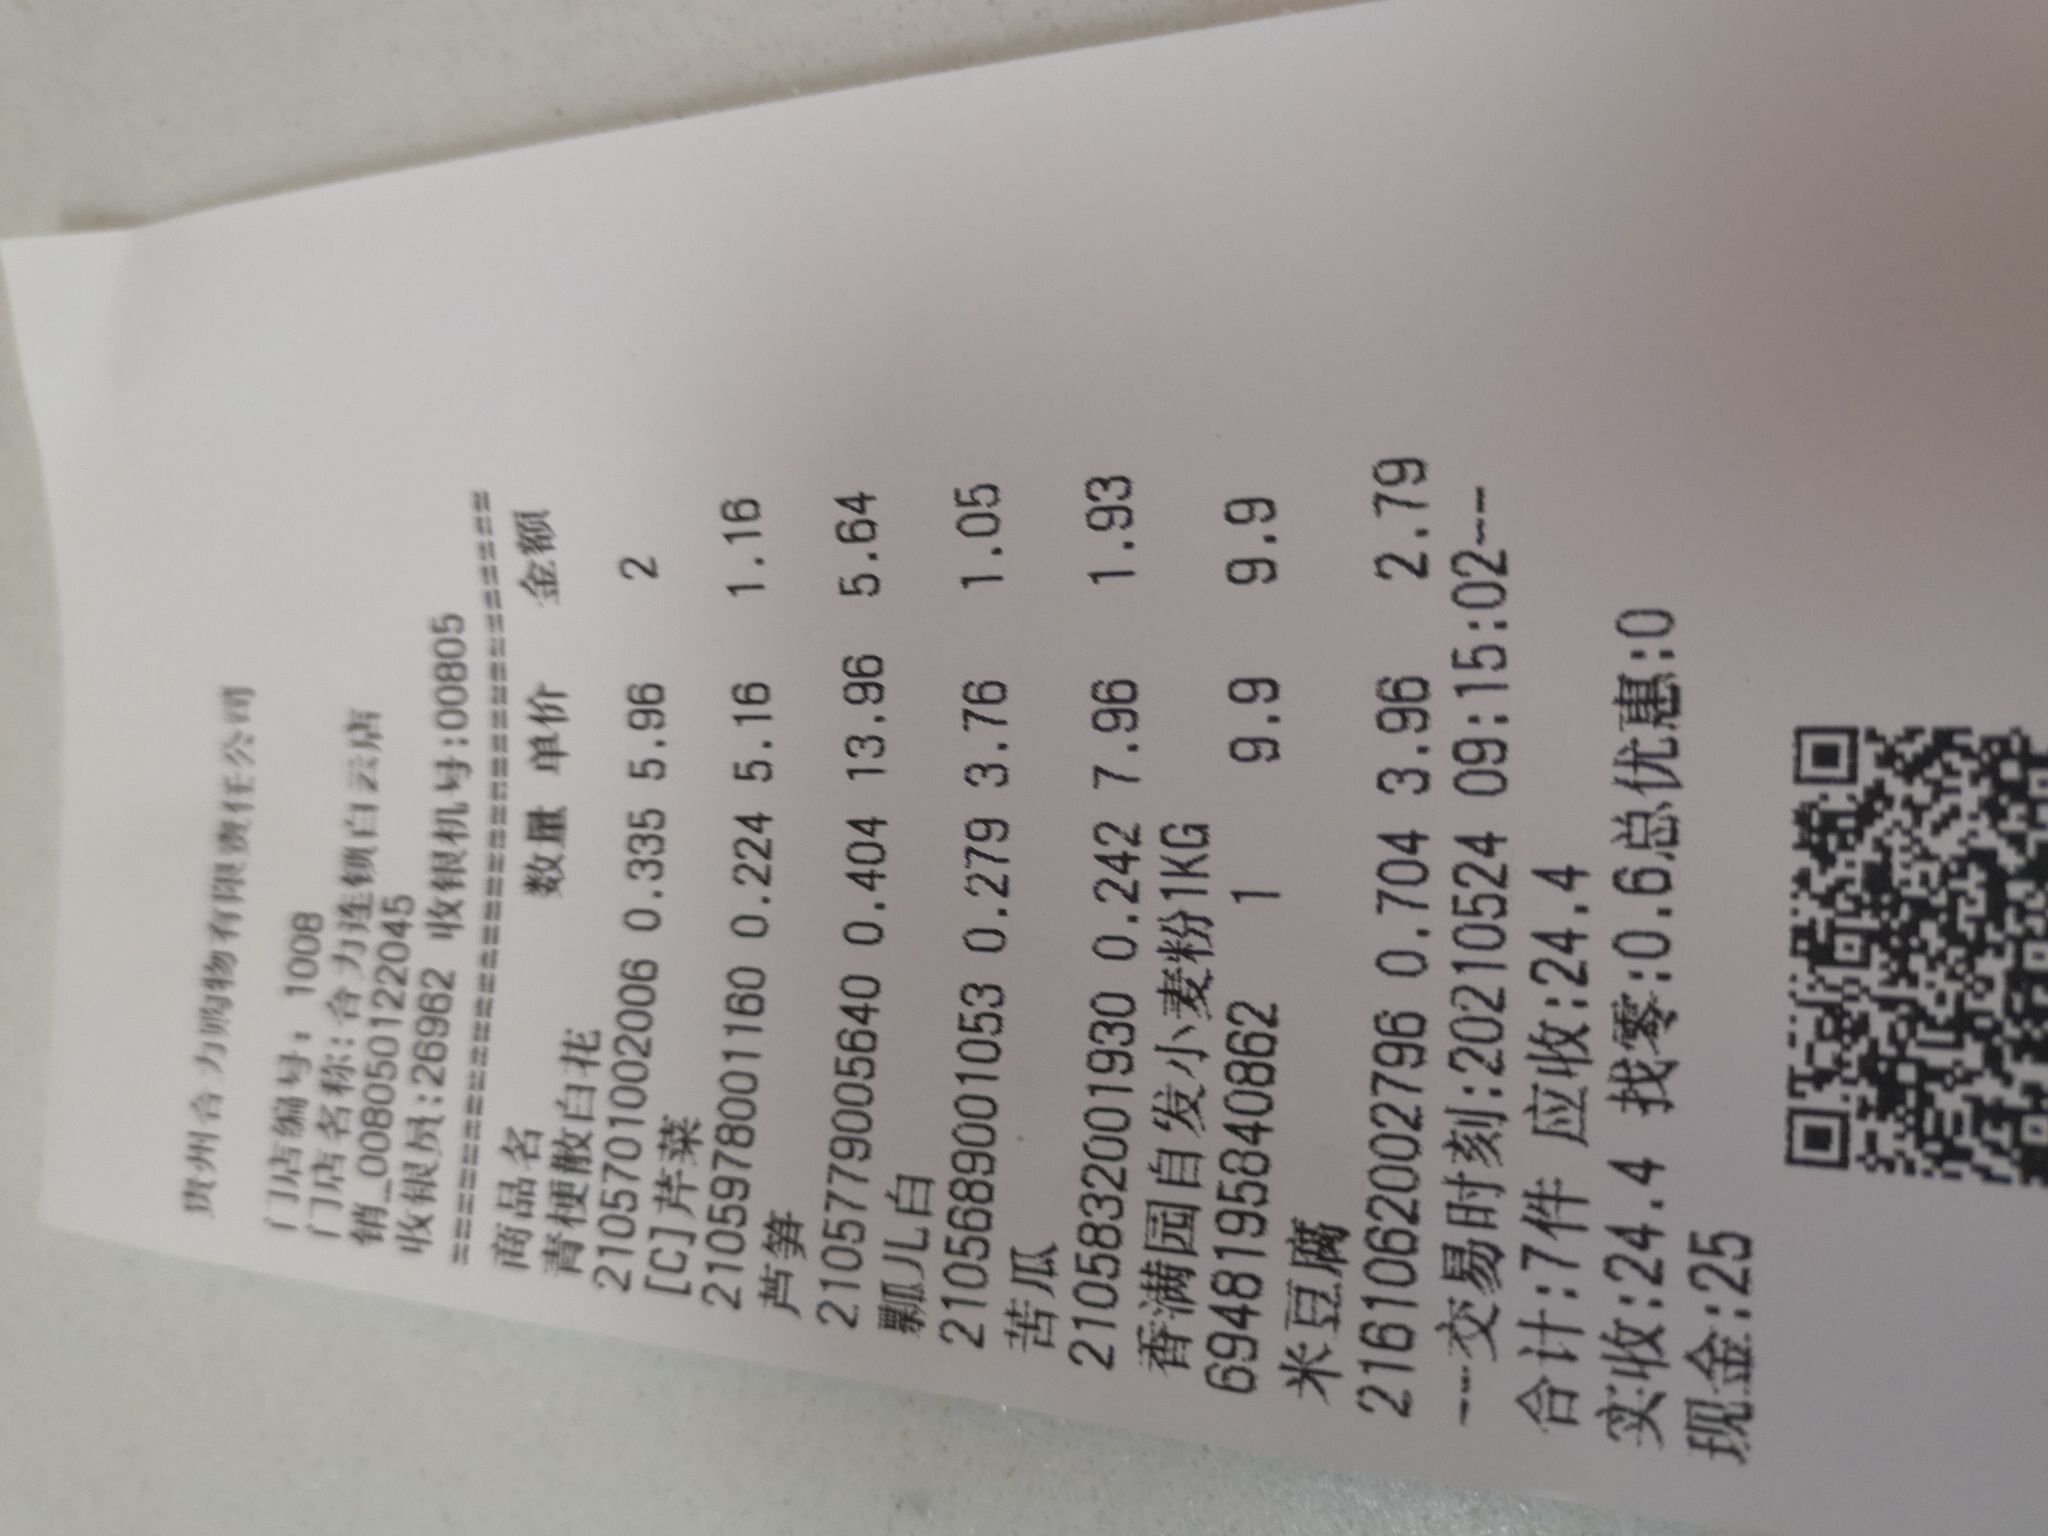 贵州合力购物有限责任公司
门店编号: 1008
门店名称:合力连锁白云店
销_008050122045
收银员:26962 收银机号:00805
==============================
商品名 数量 单价 金额
青梗散白花
2105701002006 0.335 5.96 2
[C]芹菜
2105978001160 0.224 5.16 1.16
芦笋
2105779005640 0.404 13.96 5.64
瓢儿白
2105689001053 0.279 3.76 1.05
苦瓜
2105832001930 0.242 7.96 1.93
香满园自发小麦粉1KG
6948195840862 1 9.9 9.9
米豆腐
2161062002796 0.704 3.96 2.79
---交易时刻:20210524 09:15:02---
合计:7件 应收:24.4
实收:24.4 找零:0.6总优惠:0
现金:25